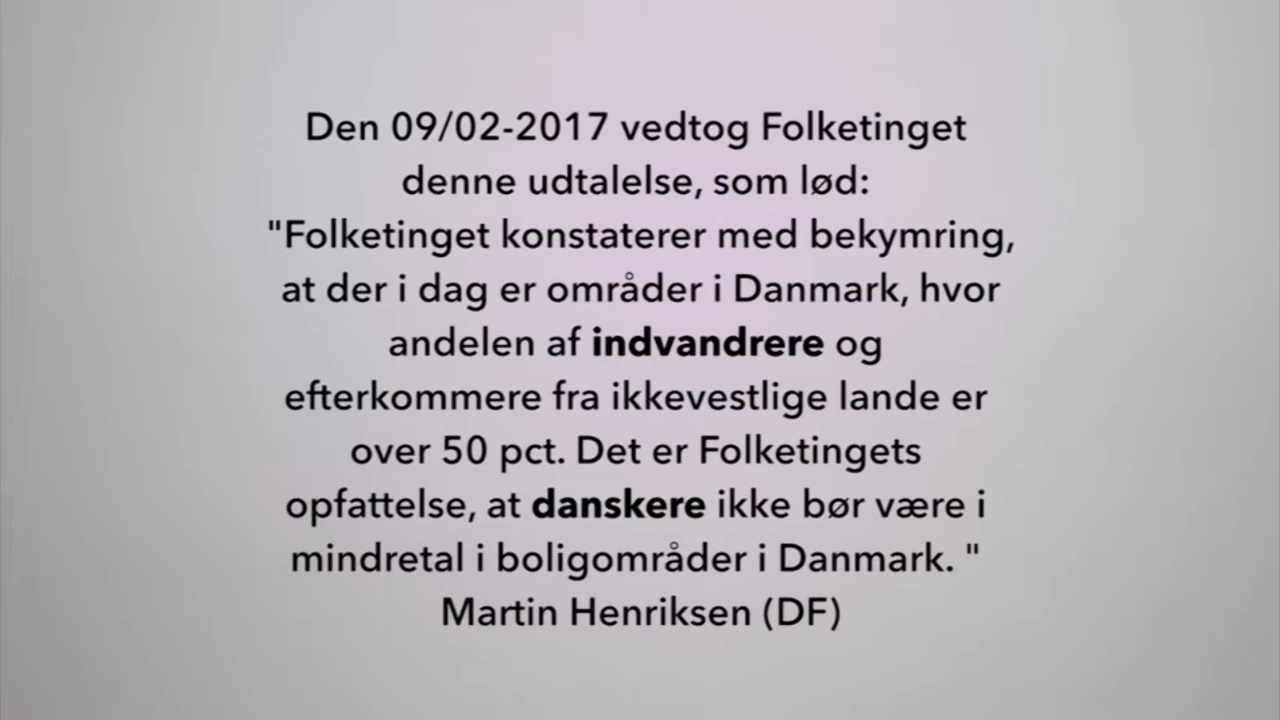 Den 09/02-2017 vedtog Folketinget
denne udtalelse, som lød:
"Folketinget konstaterer med bekymring,
at der i dag er områder i Danmark, hvor
andelen af indvandrere og
efterkommere fra ikkevestlige lande er
over 50 pct. Det er Folketingets
opfattelse, at danskere ikke bør være i
mindretal i boligområder i Danmark. "
Martin Henriksen (DF)